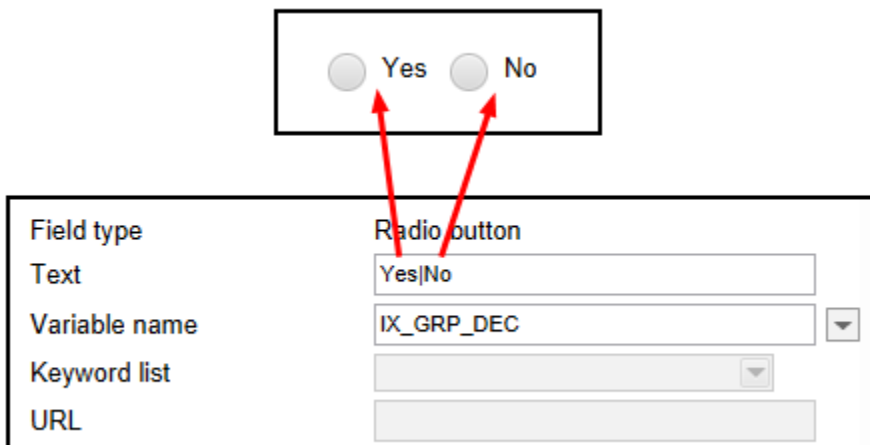 Yes No
Field type Radio button
Text Yes|No
Variable name IX_GRP_DEC
Keyword list
URL